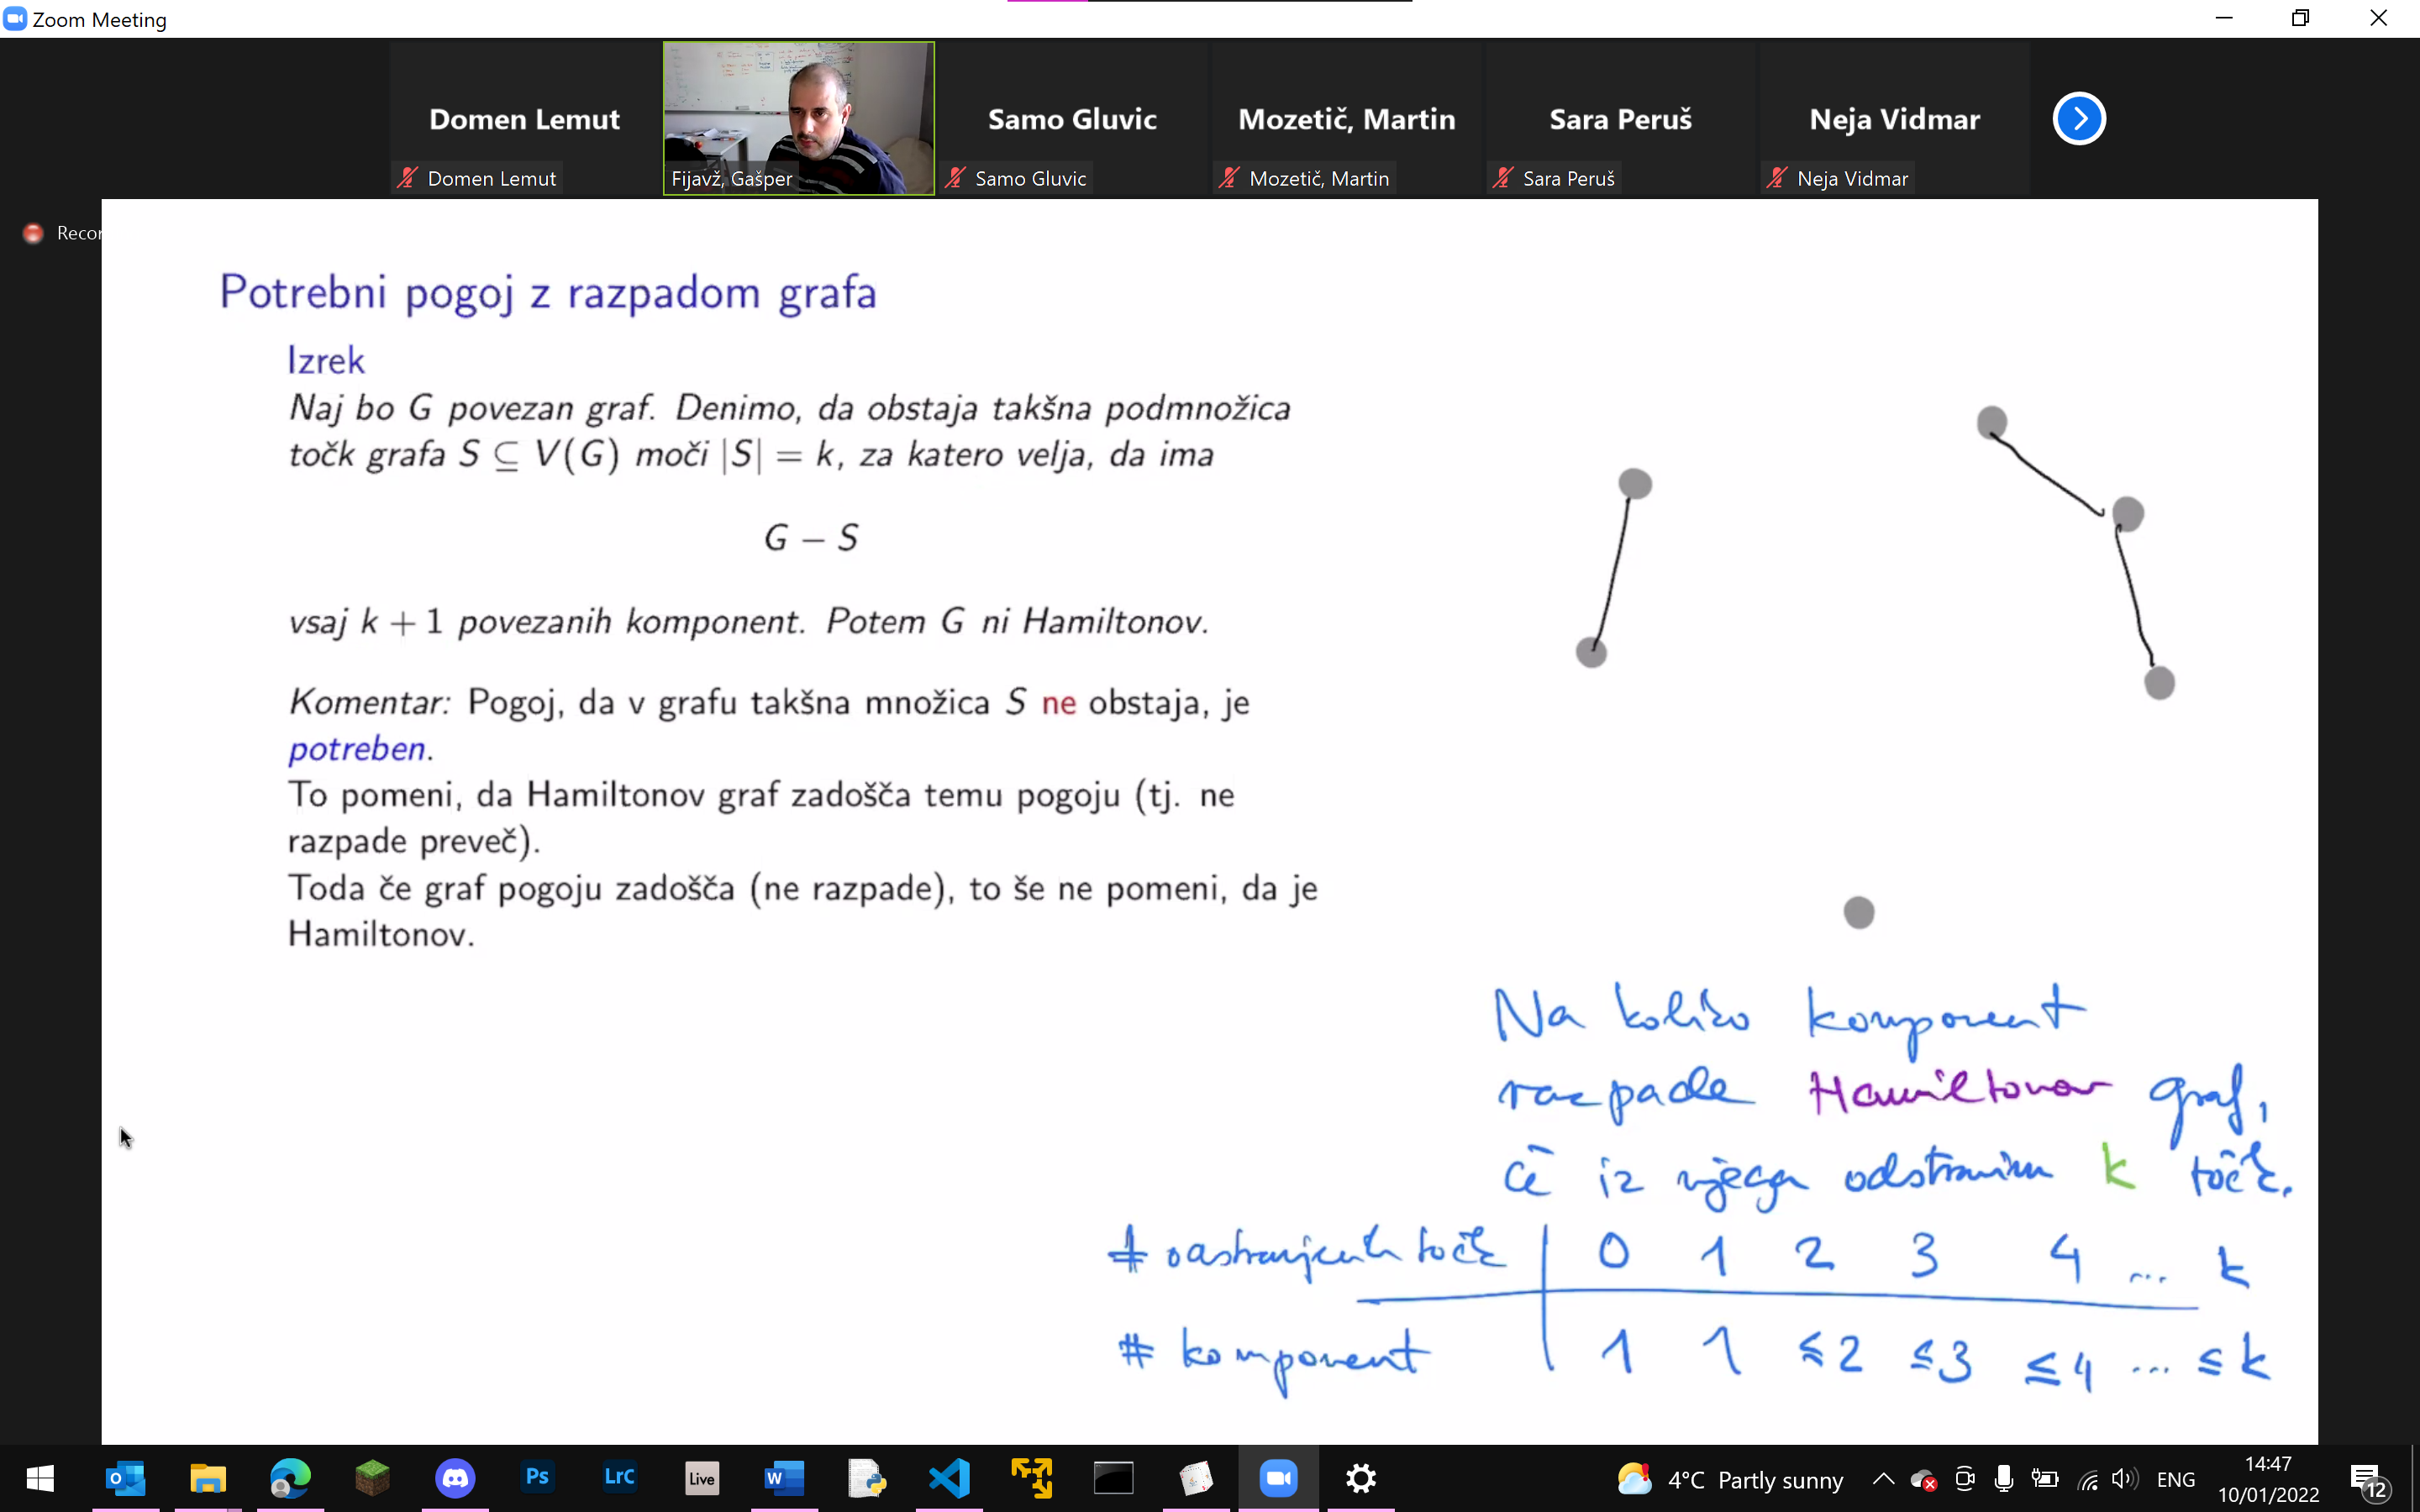 Zoom Meeting
Domen Lemut
Samo Gluvic
Mozetič, Martin
Sara Peruš
Neja Vidmar
Domen Lemut
Fijavž, Gašper
Samo Gluvic
Mozetič, Martin
Sara Peruš
Neja Vidmar
Recor
Potrebni pogoj z razpadom grafa
Izrek
Naj bo G povezan graf. Denimo, da obstaja takšna podmnožica
točk grafa S ⊆ V(G) moči |S| = k, za katero velja, da ima
G − S
vsaj k + 1 povezanih komponent. Potem G ni Hamiltonov.
Komentar: Pogoj, da v grafu takšna množica S ne obstaja, je
potreben.
To pomeni, da Hamiltonov graf zadošča temu pogoju (tj. ne
razpade preveč).
Toda če graf pogoju zadošča (ne razpade), to še ne pomeni, da je
Hamiltonov.
Na koliko komponent
razpade Hamiltonov graf,
če iz njega odstranim k točk.
# odstranjenih točk 0 1 2 3 4 ... k
# komponent 1 1 ≤2 ≤3 ≤4 ... ≤k
Ps
LrC
Live
W
4°C Partly sunny
ENG
14:47
10/01/2022
12